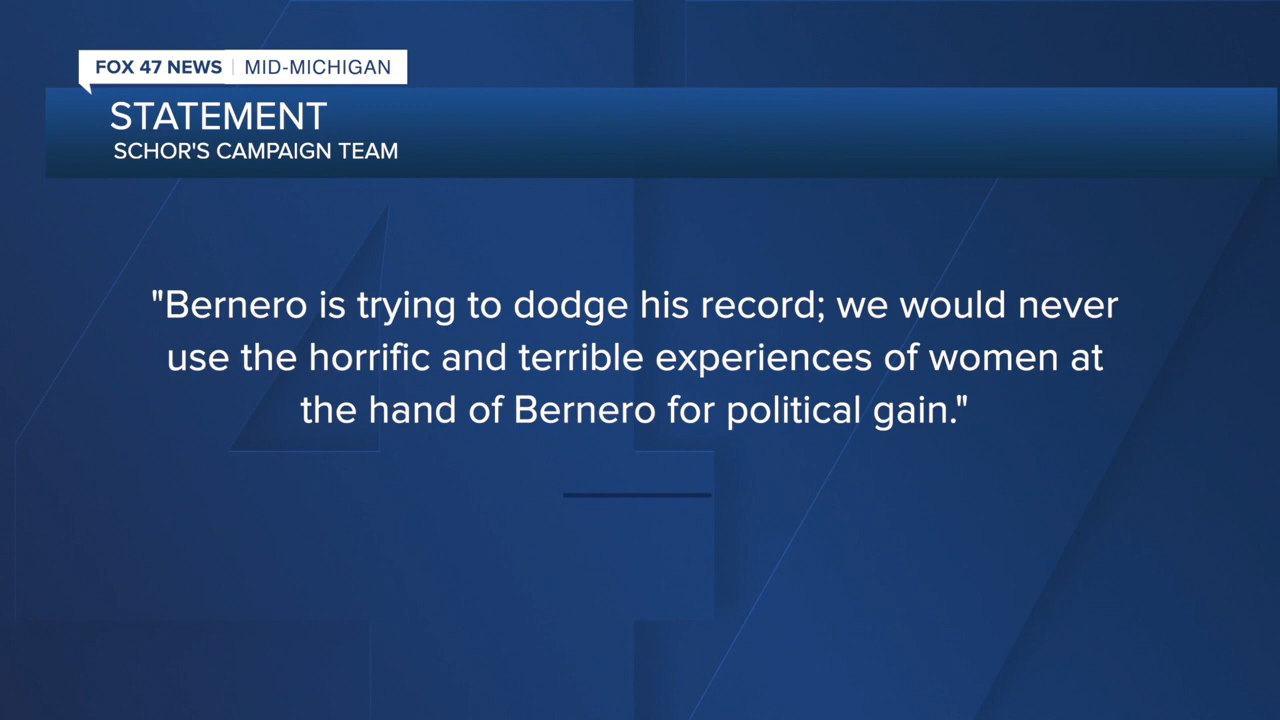 FOX 47 NEWS | MID-MICHIGAN
STATEMENT
SCHOR'S CAMPAIGN TEAM
"Bernero is trying to dodge his record; we would never
use the horrific and terrible experiences of women at
the hand of Bernero for political gain."